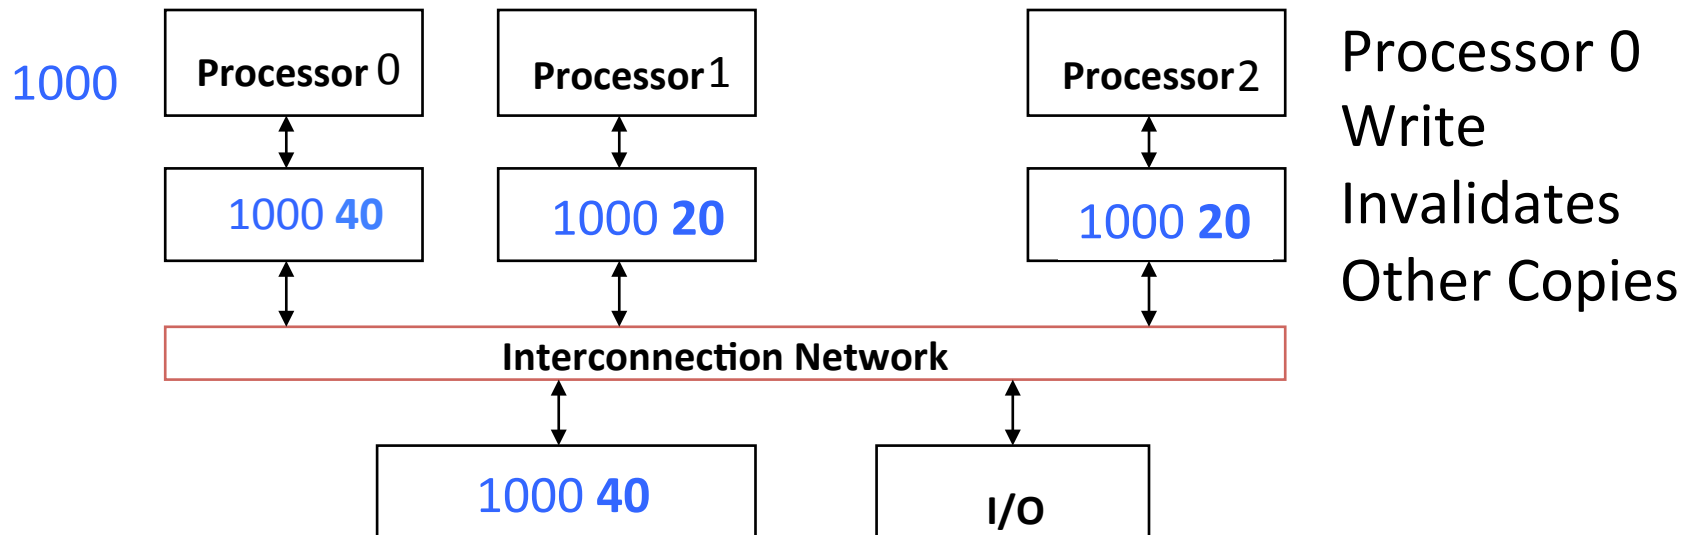 1000
Processor 0
Processor 1
Processor 2
1000 40
1000 20
1000 20
Interconnection Network
1000 40
I/O
Processor 0
Write
Invalidates
Other Copies